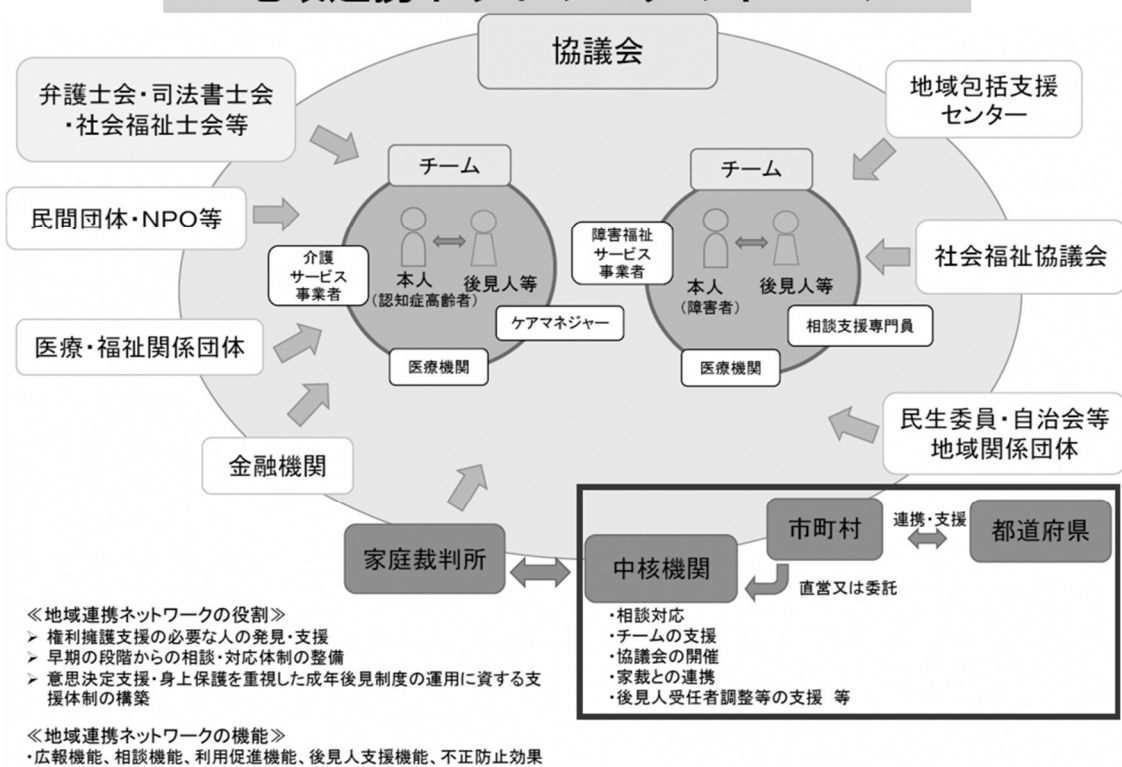 協議会
弁護士会・司法書士会
・社会福祉士会等
地域包括支援
センター
チーム
チーム
民間団体・NPO等
介護
サービス
事業者
本人
(認知症高齢者)
後見人等
ケアマネジャー
医療機関
障害福祉
サービス
事業者
本人
(障害者)
後見人等
相談支援専門員
医療機関
社会福祉協議会
医療・福祉関係団体
金融機関
民生委員・自治会等
地域関係団体
家庭裁判所
中核機関
市町村
連携・支援
都道府県
直営又は委託
・相談対応
・チームの支援
・協議会の開催
・家裁との連携
・後見人受任者調整等の支援 等
≪地域連携ネットワークの役割≫
➢ 権利擁護支援の必要な人の発見・支援
➢ 早期の段階からの相談・対応体制の整備
➢ 意思決定支援・身上保護を重視した成年後見制度の運用に資する支
援体制の構築
≪地域連携ネットワークの機能≫
・広報機能、相談機能、利用促進機能、後見人支援機能、不正防止効果